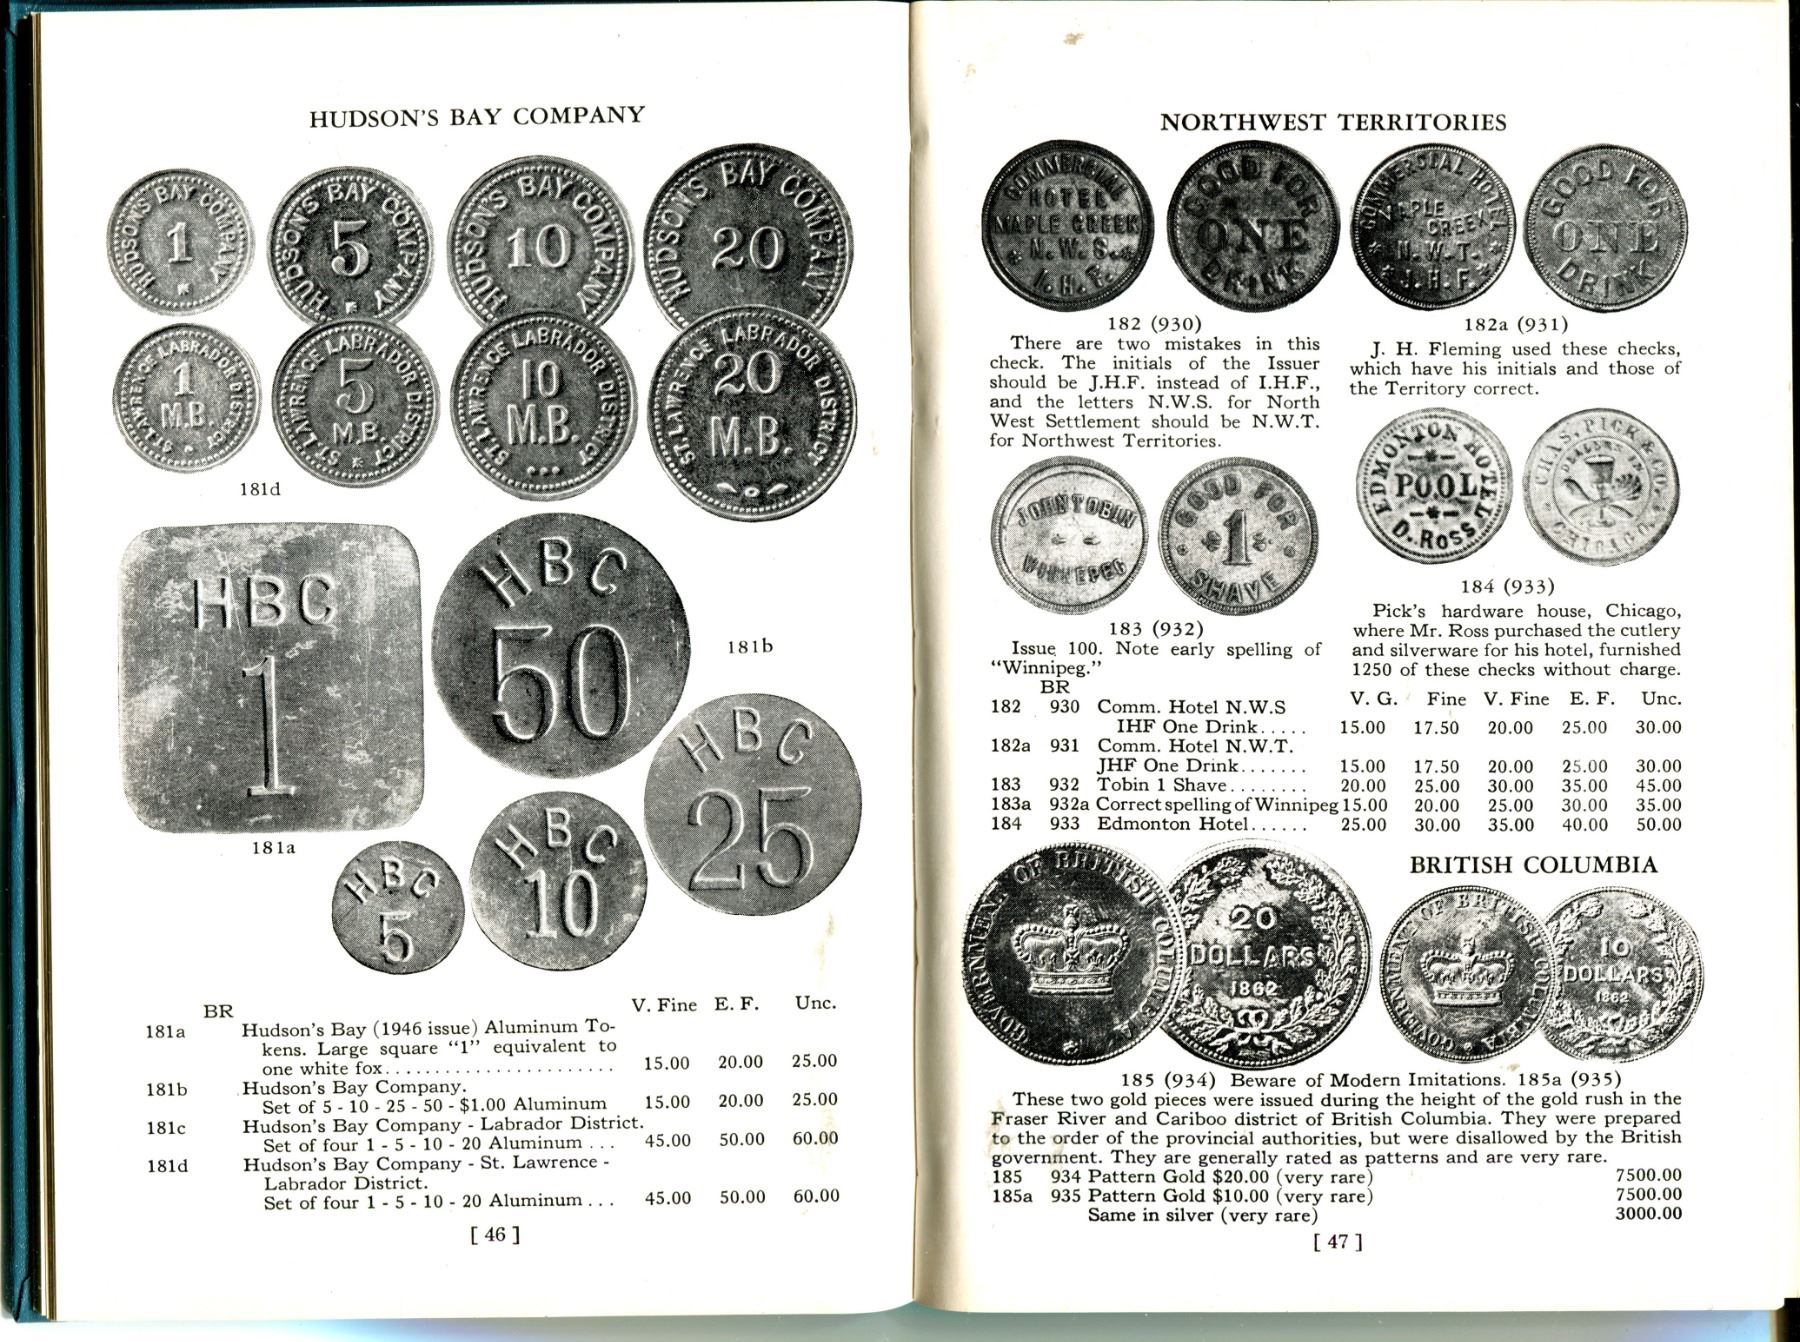 HUDSON'S BAY COMPANY
HUDSON'S BAY COMPANY
1
HUDSON'S BAY COMPANY
5
HUDSON'S BAY COMPANY
10
HUDSON'S BAY COMPANY
20
ST. LAWRENCE LABRADOR DISTRICT
1
M.B.
ST. LAWRENCE LABRADOR DISTRICT
5
M.B.
ST. LAWRENCE LABRADOR DISTRICT
10
M.B.
ST. LAWRENCE LABRADOR DISTRICT
20
M.B.
181d
HBC
1
181a
HBC
50
181b
HBC
25
HBC
10
HBC
5
BR V. Fine E. F. Unc.
181a Hudson's Bay (1946 issue) Aluminum To-
kens. Large square "1" equivalent to
one white fox....................... 15.00 20.00 25.00
181b Hudson's Bay Company.
Set of 5 - 10 - 25 - 50 - $1.00 Aluminum 15.00 20.00 25.00
181c Hudson's Bay Company - Labrador District.
Set of four 1 - 5 - 10 - 20 Aluminum ... 45.00 50.00 60.00
181d Hudson's Bay Company - St. Lawrence -
Labrador District.
Set of four 1 - 5 - 10 - 20 Aluminum ... 45.00 50.00 60.00
[ 46 ]
NORTHWEST TERRITORIES
COMMERCIAL
HOTEL
MAPLE CREEK
N.W.S.
I.H.F.
GOOD FOR
ONE
DRINK
COMMERCIAL HOTEL
MAPLE
CREEK
N.W.T.
J.H.F.
GOOD FOR
ONE
DRINK
182 (930)
There are two mistakes in this
check. The initials of the Issuer
should be J.H.F. instead of I.H.F.,
and the letters N.W.S. for North
West Settlement should be N.W.T.
for Northwest Territories.
182a (931)
J. H. Fleming used these checks,
which have his initials and those of
the Territory correct.
JOHN TOBIN
WINNEPEG
GOOD FOR
1
SHAVE
EDMONTON HOTEL
POOL
D. ROSS
CHAS. PICK & CO.
DEALERS IN
CHICAGO.
183 (932)
Issue 100. Note early spelling of
"Winnipeg."
184 (933)
Pick's hardware house, Chicago,
where Mr. Ross purchased the cutlery
and silverware for his hotel, furnished
1250 of these checks without charge.
BR V. G. Fine V. Fine E. F. Unc.
182 930 Comm. Hotel N.W.S
IHF One Drink..... 15.00 17.50 20.00 25.00 30.00
182a 931 Comm. Hotel N.W.T.
JHF One Drink....... 15.00 17.50 20.00 25.00 30.00
183 932 Tobin 1 Shave........ 20.00 25.00 30.00 35.00 45.00
183a 932a Correct spelling of Winnipeg 15.00 20.00 25.00 30.00 35.00
184 933 Edmonton Hotel...... 25.00 30.00 35.00 40.00 50.00
BRITISH COLUMBIA
GOVERNMENT OF BRITISH COLUMBIA
20
DOLLARS
1862
GOVERNMENT OF BRITISH COLUMBIA
10
DOLLARS
1862
185 (934) Beware of Modern Imitations. 185a (935)
These two gold pieces were issued during the height of the gold rush in the
Fraser River and Cariboo district of British Columbia. They were prepared
to the order of the provincial authorities, but were disallowed by the British
government. They are generally rated as patterns and are very rare.
185 934 Pattern Gold $20.00 (very rare) 7500.00
185a 935 Pattern Gold $10.00 (very rare) 7500.00
Same in silver (very rare) 3000.00
[ 47 ]